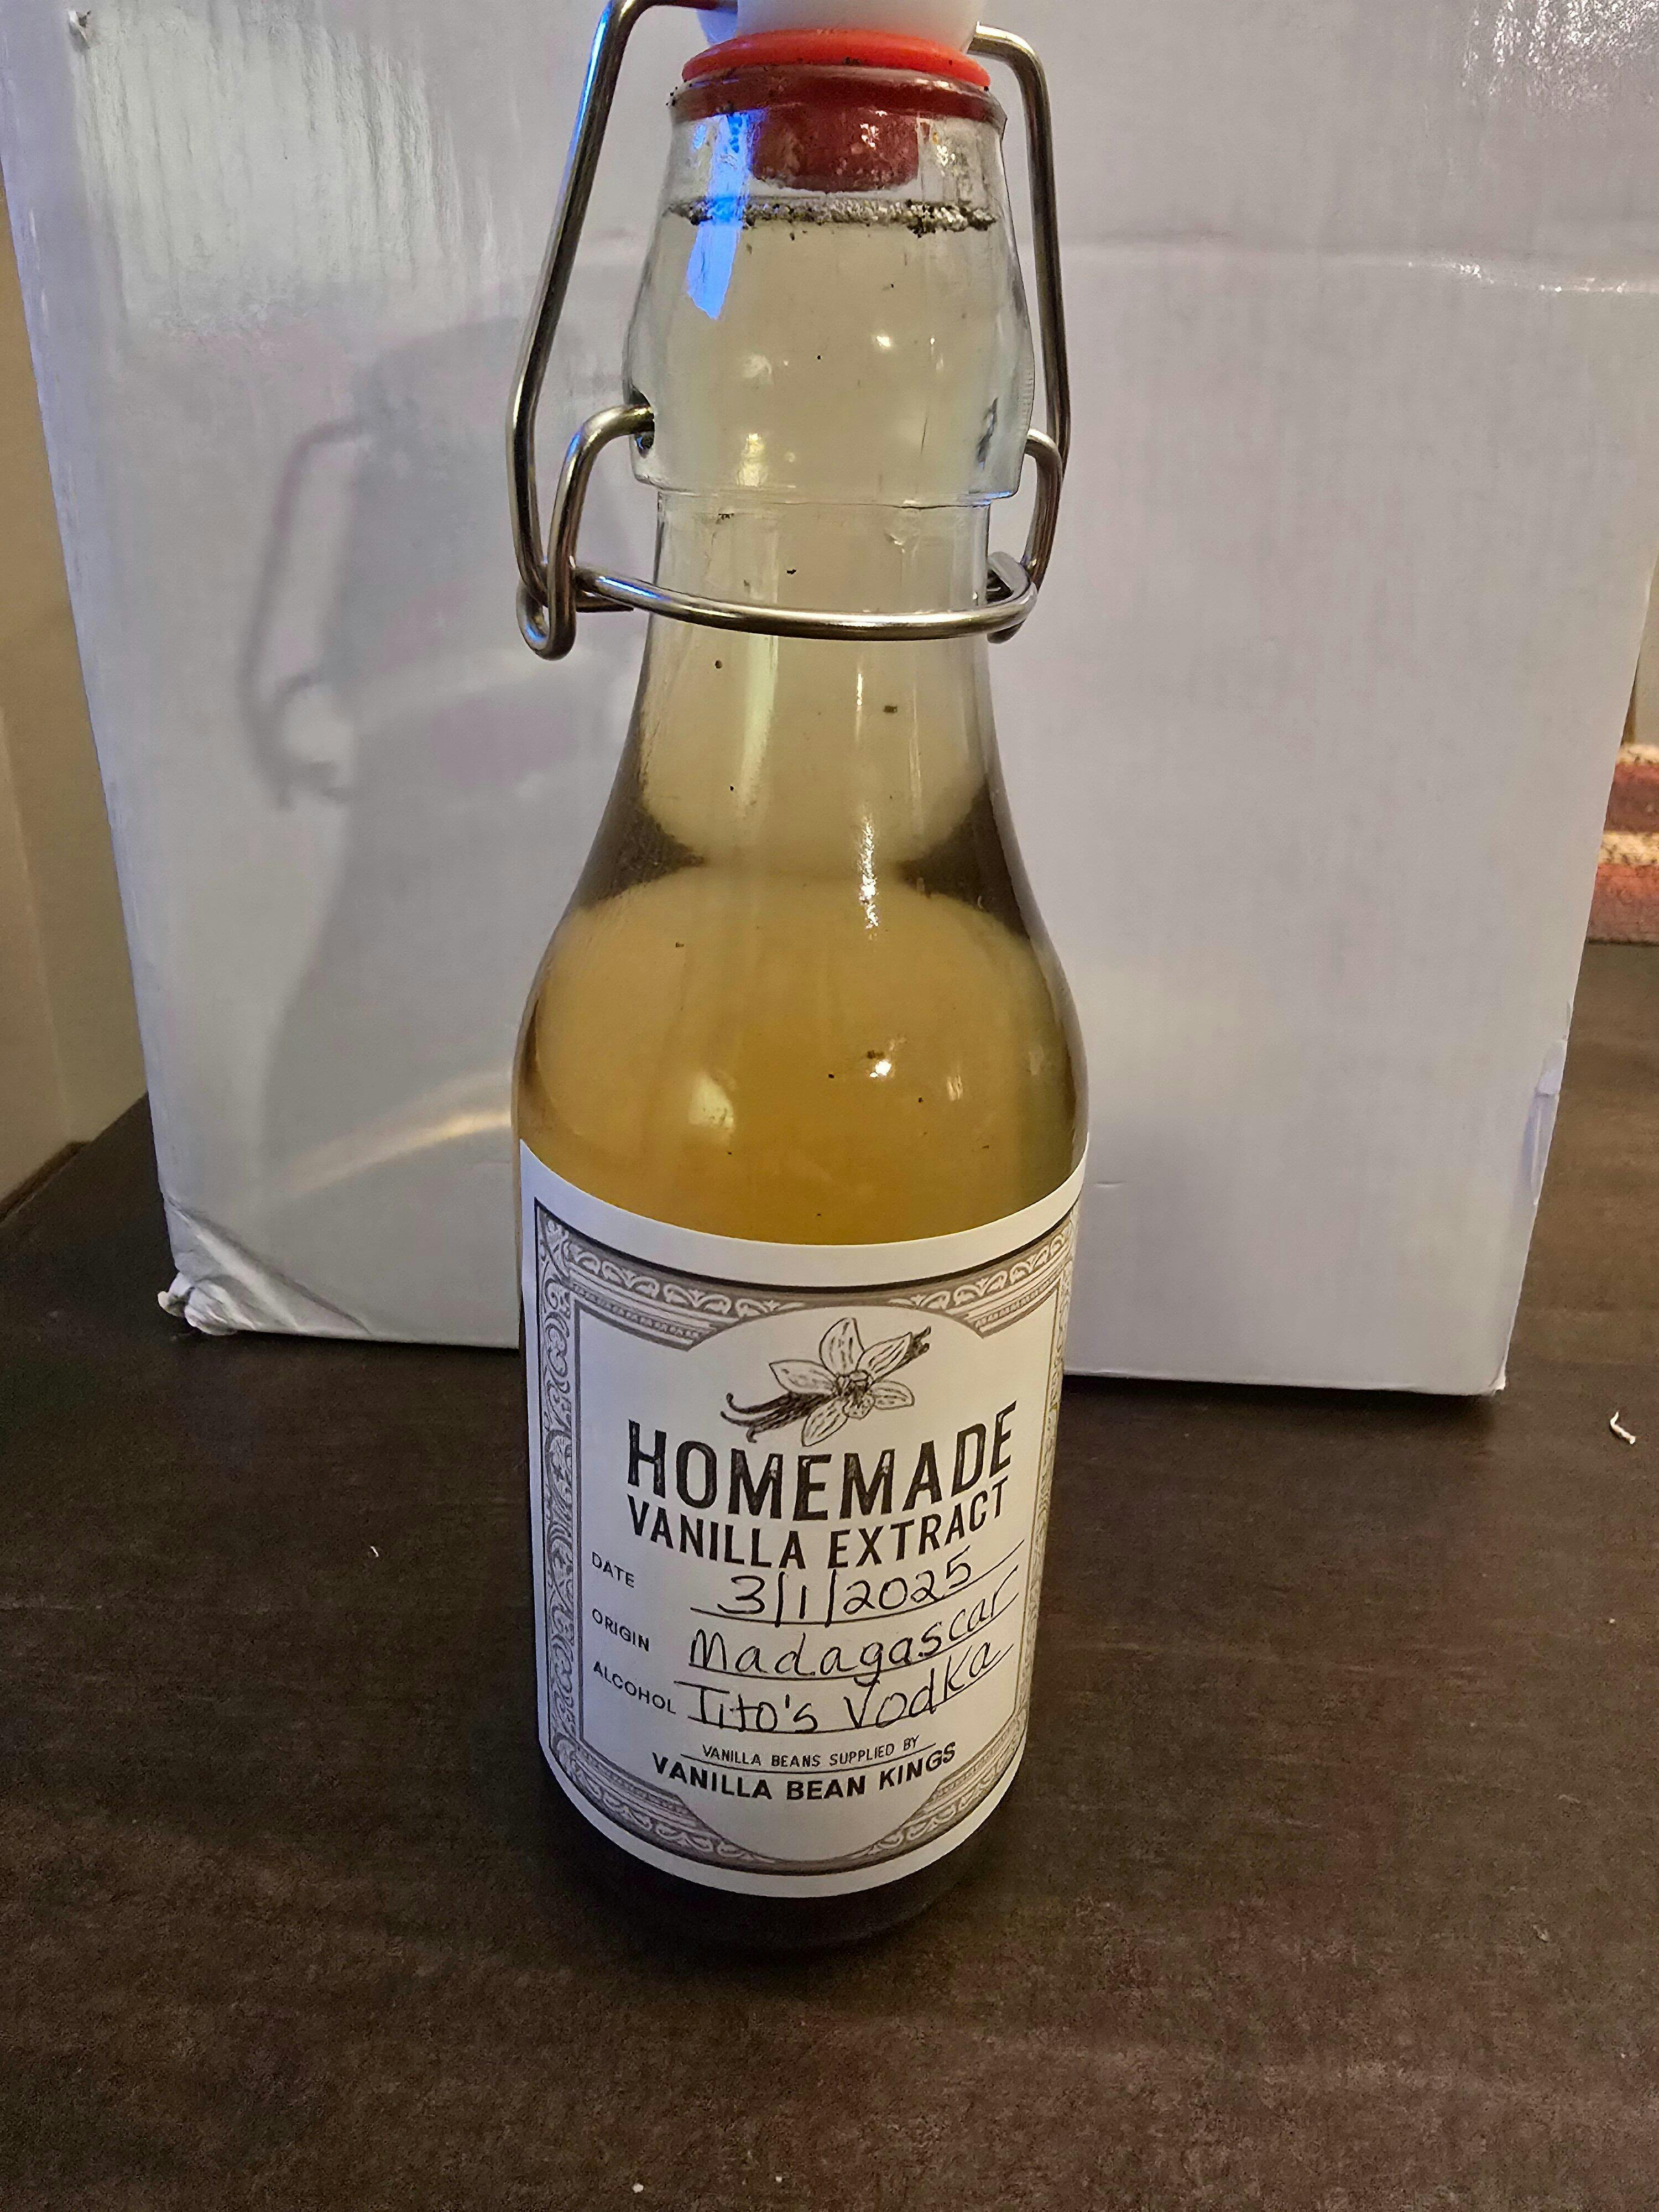 HOMEMADE
VANILLA EXTRACT
DATE 3/1/2025
ORIGIN Madagascar
ALCOHOL Tito's Vodka
VANILLA BEANS SUPPLIED BY
VANILLA BEAN KINGS